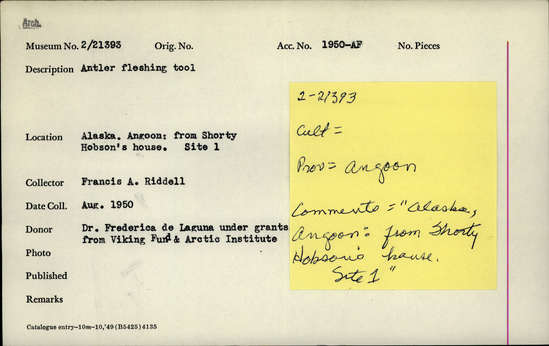 Arch.
Museum No. 2/21393 Orig. No. Acc. No. 1950-AF No. Pieces
Description Antler fleshing tool
Location Alaska. Angoon: from Shorty
Hobson's house. Site 1
Collector Francis A. Riddell
Date Coll. Aug. 1950
Donor Dr. Frederica de Laguna under grants
from Viking Fund & Arctic Institute
Photo
Published
Remarks
Catalogue entry-10m-10,'49 (B5425) 4135
2-21393
Cult =
Prov= Angoon
Comments = "Alaska,
Angoon: from Shorty
Hobson's house.
Site 1"